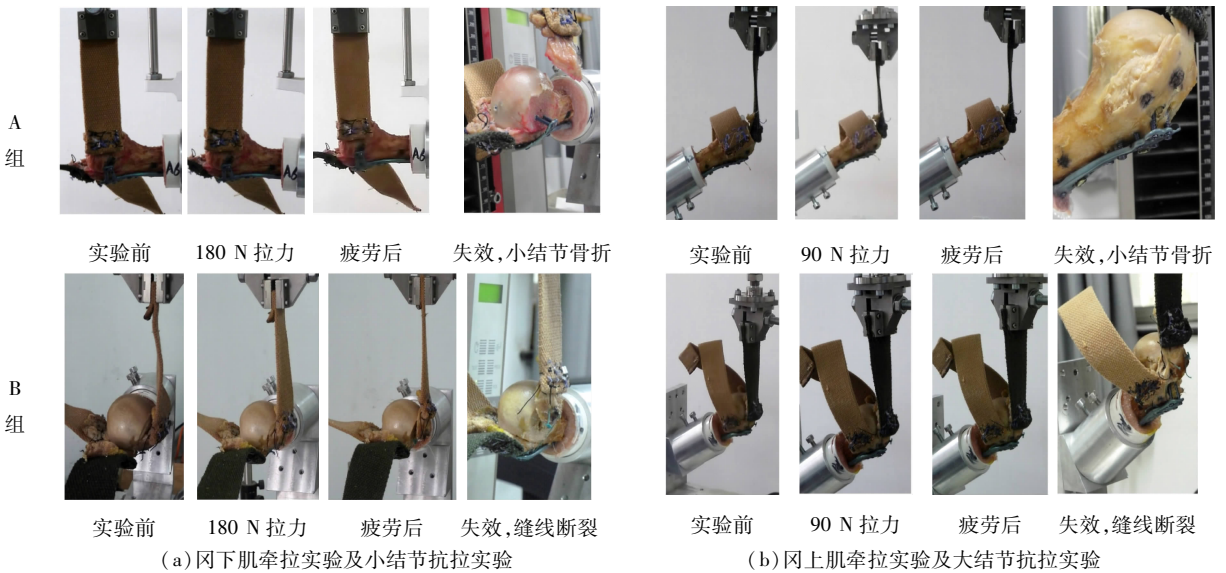 A
组
实验前 180 N 拉力 疲劳后 失效,小结节骨折 实验前 90 N 拉力 疲劳后 失效,小结节骨折
B
组
实验前 180 N 拉力 疲劳后 失效,缝线断裂 实验前 90 N 拉力 疲劳后 失效,缝线断裂
(a)冈下肌牵拉实验及小结节抗拉实验 (b)冈上肌牵拉实验及大结节抗拉实验
A6
A6